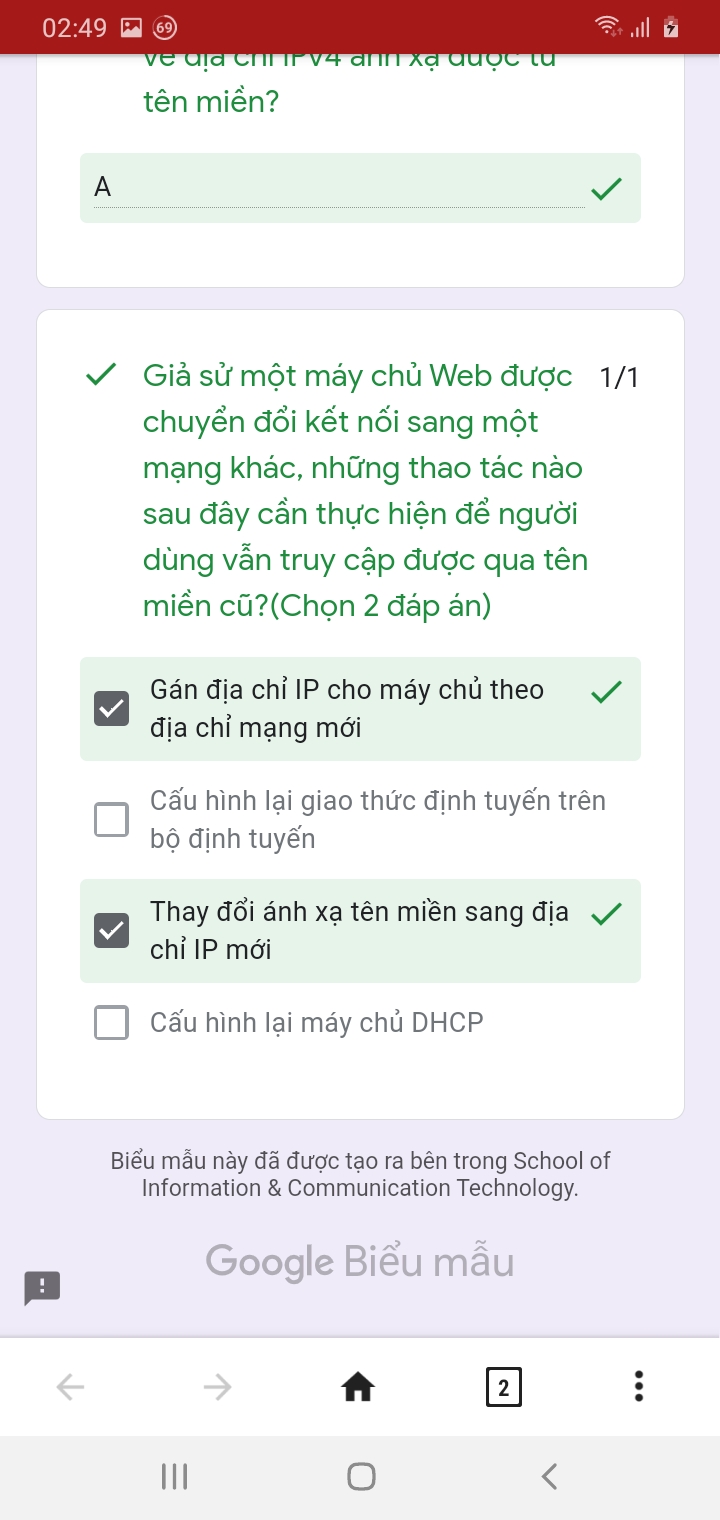 02:49
69
về địa chỉ IPv4 ánh xạ được từ
tên miền?
A
Giả sử một máy chủ Web được 1/1
chuyển đổi kết nối sang một
mạng khác, những thao tác nào
sau đây cần thực hiện để người
dùng vẫn truy cập được qua tên
miền cũ?(Chọn 2 đáp án)
Gán địa chỉ IP cho máy chủ theo
địa chỉ mạng mới
Cấu hình lại giao thức định tuyến trên
bộ định tuyến
Thay đổi ánh xạ tên miền sang địa
chỉ IP mới
Cấu hình lại máy chủ DHCP
Biểu mẫu này đã được tạo ra bên trong School of
Information & Communication Technology.
Google Biểu mẫu
2